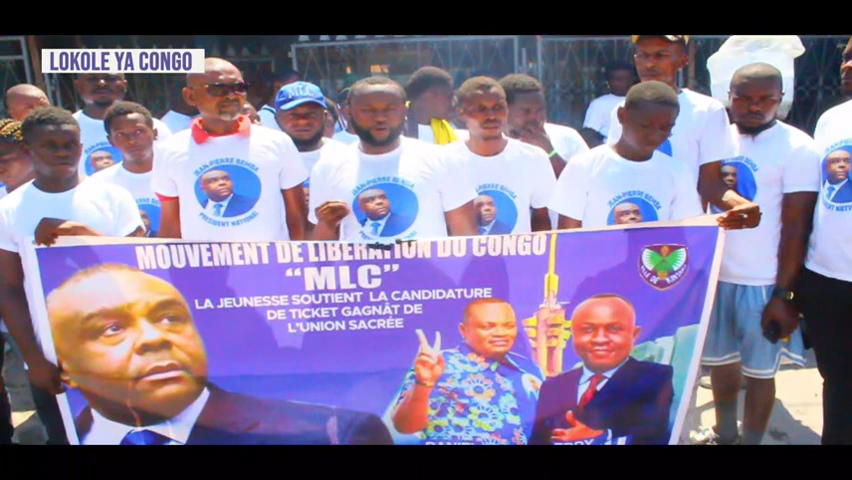 LOKOLE YA CONGO
MLC
JEAN-PIERRE BEMBA
PRESIDENT NATIONAL
MOUVEMENT DE LIBERATION DU CONGO
"MLC"
LA JEUNESSE SOUTIENT LA CANDIDATURE
DE TICKET GAGNÂT DE
L'UNION SACRÉE